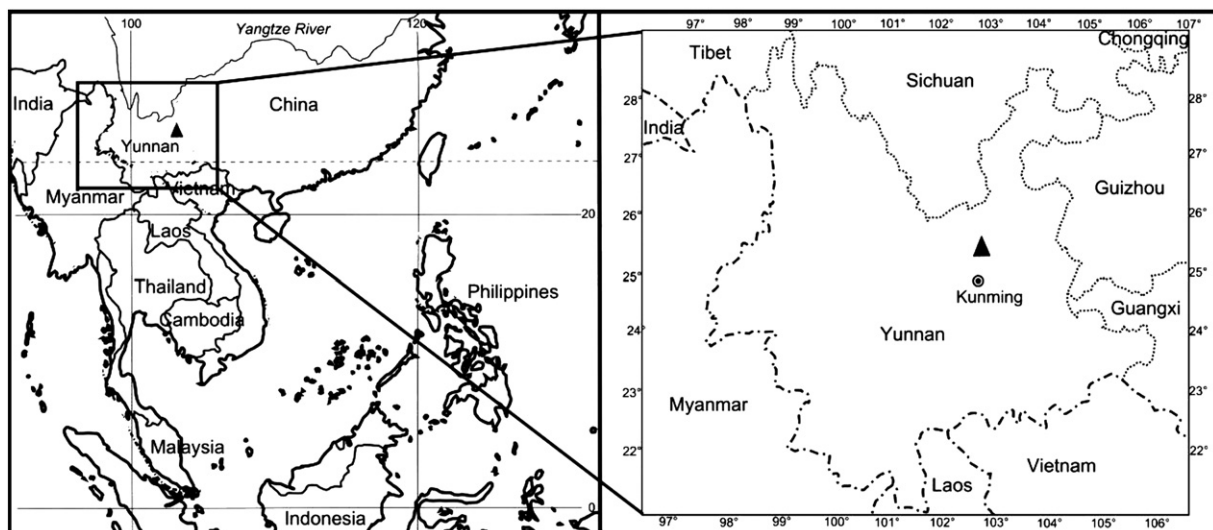 100
Yangtze River
120
India
China
Yunnan
Myanmar
Vietnam
20
Laos
Thailand
Cambodia
Philippines
Malaysia
Indonesia
0
97° 98° 99° 100° 101° 102° 103° 104° 105° 106° 107°
Tibet
Chongqing
Sichuan
28° 28°
India
27° 27°
Guizhou
26° 26°
25° 25°
Kunming
Guangxi
24° 24°
Yunnan
23° 23°
Myanmar
22° 22°
Vietnam
Laos
97° 98° 99° 100° 101° 102° 103° 104° 105° 106°